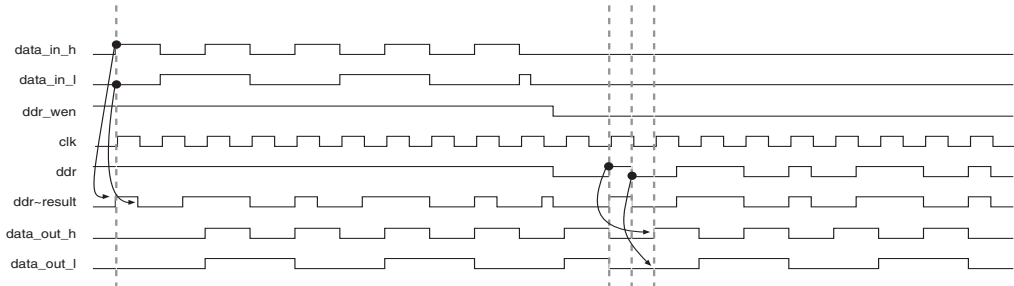 data_in_h
data_in_l
ddr_wen
clk
ddr
ddr~result
data_out_h
data_out_l